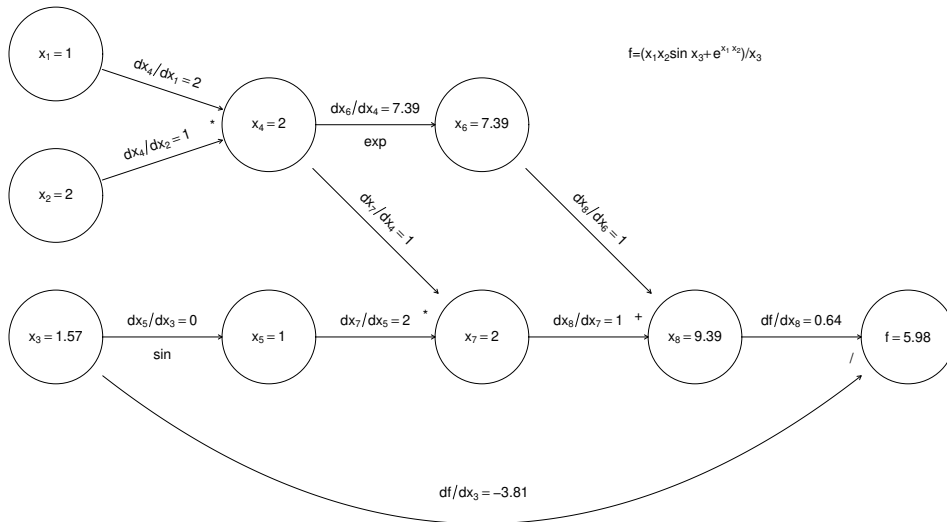 x₁ = 1
f=(x₁x₂sin x₃+e^{x₁ x₂})/x₃
dx₄/dx₁ = 2
*
x₄ = 2
dx₆/dx₄ = 7.39
exp
x₆ = 7.39
dx₄/dx₂ = 1
x₂ = 2
dx₇/dx₄ = 1
dx₈/dx₆ = 1
x₃ = 1.57
dx₅/dx₃ = 0
sin
x₅ = 1
dx₇/dx₅ = 2
*
x₇ = 2
dx₈/dx₇ = 1
+
x₈ = 9.39
df/dx₈ = 0.64
/
f = 5.98
df/dx₃ = −3.81